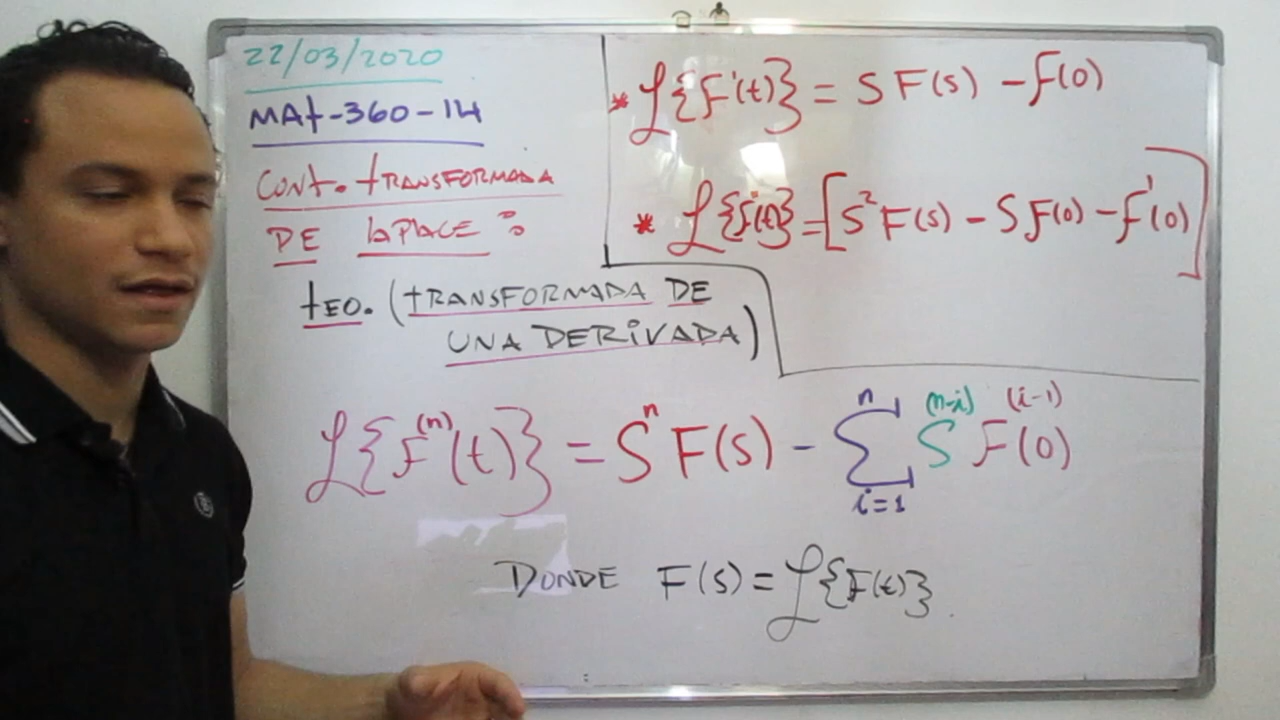 22/03/2020
MAt-360-14
CONt. tRANSFORMADA
DE laPLACE :
tEO. (tRANSFORMADA DE
UNA DERiVADA)
* ℒ{F'(t)} = S F(s) - f(0)
* ℒ{f''(t)} = [S² F(s) - S f(0) - f'(0)]
ℒ{F⁽ⁿ⁾(t)} = Sⁿ F(s) - Σⁿᵢ₌₁ S⁽ⁿ⁻ⁱ⁾ F⁽ⁱ⁻¹⁾(0)
DONDE F(s) = ℒ{F(t)}.